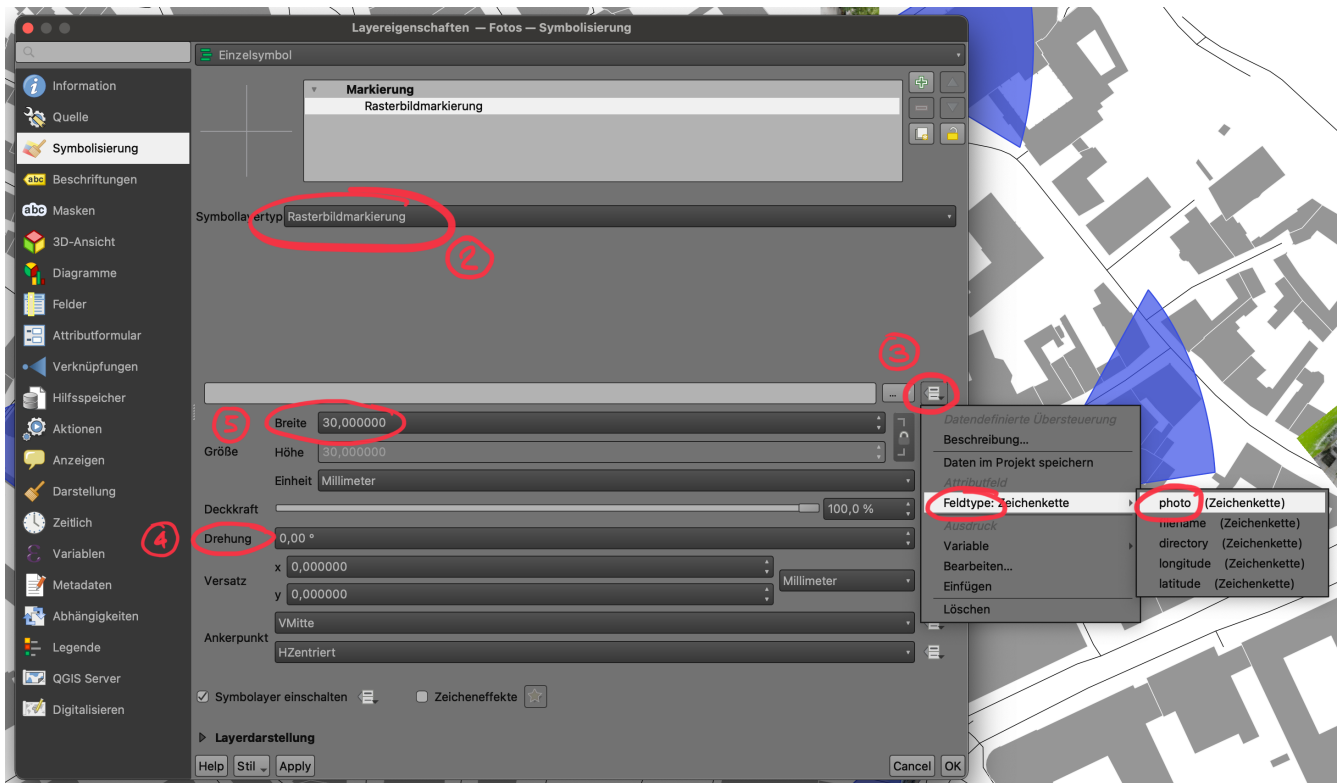 Layereigenschaften — Fotos — Symbolisierung
Einzelsymbol
Information
Quelle
Symbolisierung
abc Beschriftungen
abc Masken
3D-Ansicht
Diagramme
Felder
Attributformular
Verknüpfungen
Hilfsspeicher
Aktionen
Anzeigen
Darstellung
Zeitlich
Variablen
Metadaten
Abhängigkeiten
Legende
QGIS Server
Digitalisieren
Markierung
Rasterbildmarkierung
Symbollayertyp Rasterbildmarkierung
2
3
...
5
Breite 30,000000
Größe
Höhe 30,000000
Einheit Millimeter
Deckkraft 100,0 %
4
Drehung 0,00 °
Versatz
x 0,000000
y 0,000000
Millimeter
Ankerpunkt
VMitte
HZentriert
Symbolayer einschalten
Zeicheneffekte
Layerdarstellung
Help Stil Apply
Cancel OK
Datendefinierte Übersteuerung
Beschreibung...
Daten im Projekt speichern
Attributfeld
Feldtype: Zeichenkette
Ausdruck
Variable
Bearbeiten...
Einfügen
Löschen
photo (Zeichenkette)
filename (Zeichenkette)
directory (Zeichenkette)
longitude (Zeichenkette)
latitude (Zeichenkette)